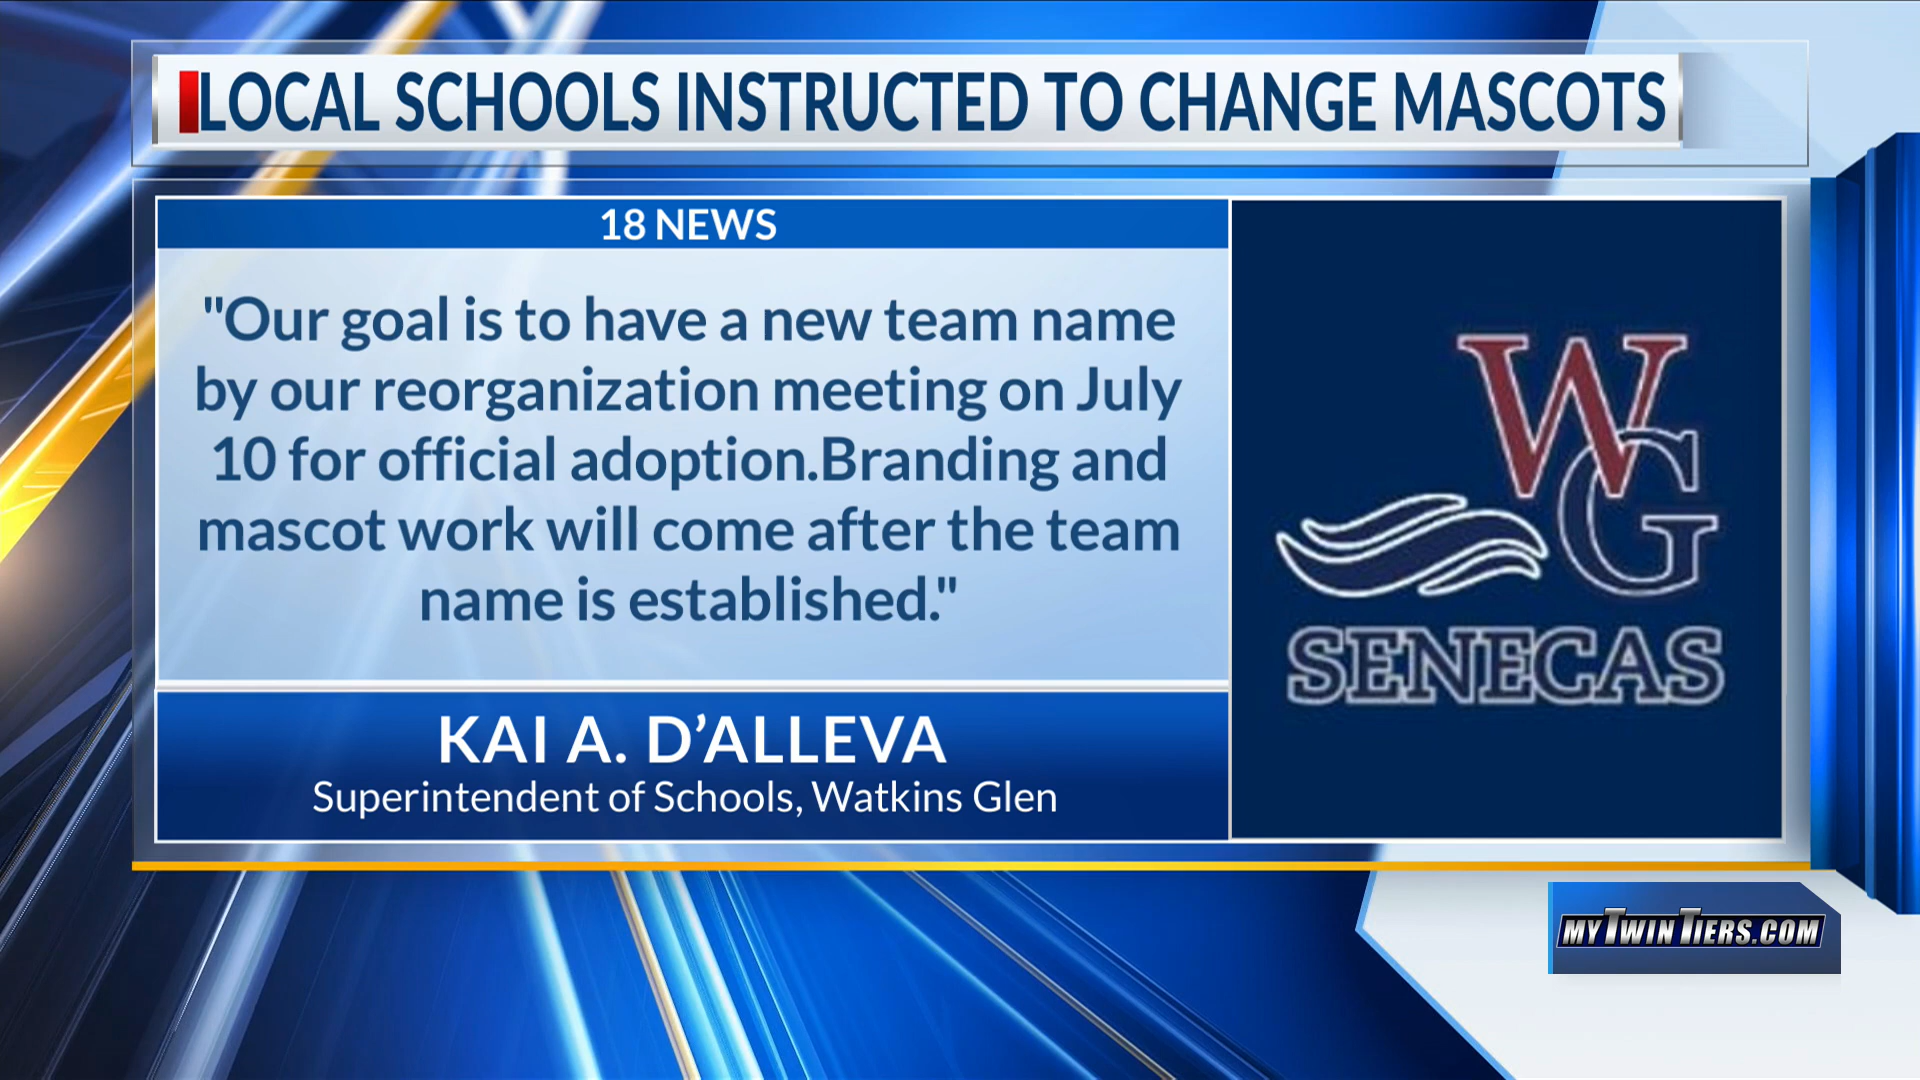 LOCAL SCHOOLS INSTRUCTED TO CHANGE MASCOTS
18 NEWS
"Our goal is to have a new team name
by our reorganization meeting on July
10 for official adoption.Branding and
mascot work will come after the team
name is established."
KAI A. D’ALLEVA
Superintendent of Schools, Watkins Glen
WG
SENECAS
MYTWINTIERS.COM